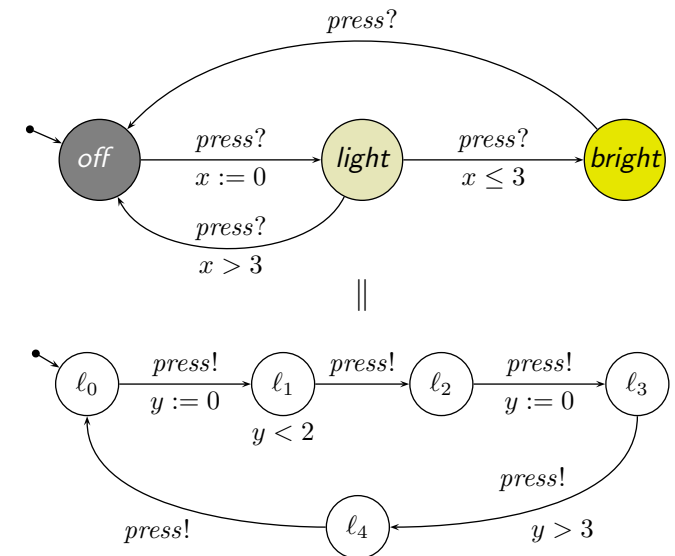 press?
off
press?
x := 0
light
press?
x ≤ 3
bright
press?
x > 3
∥
ℓ0
press!
y := 0
ℓ1
y < 2
press!
ℓ2
press!
y := 0
ℓ3
press!
y > 3
ℓ4
press!